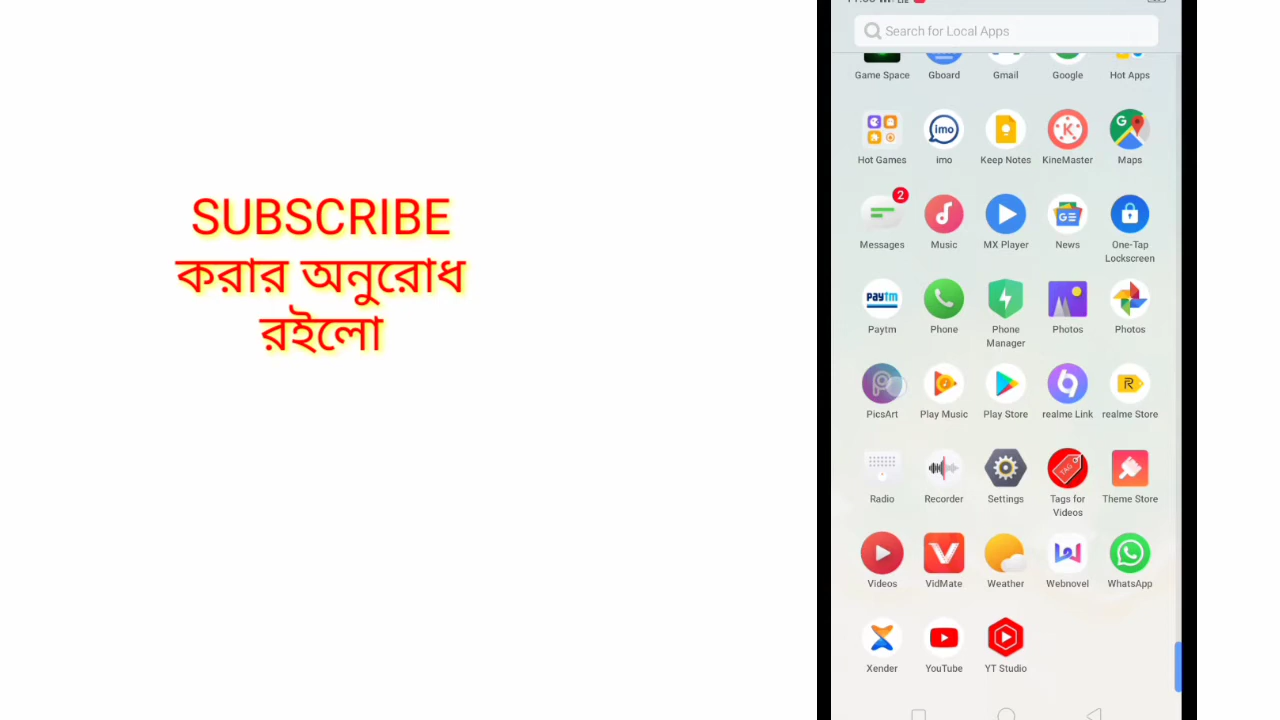 SUBSCRIBE
করার অনুরোধ
রইলো
Search for Local Apps
Game Space Gboard Gmail Google Hot Apps
Hot Games imo Keep Notes KineMaster Maps
2
Messages Music MX Player News One-Tap
Lockscreen
Paytm Phone Phone Photos Photos
Manager
PicsArt Play Music Play Store realme Link realme Store
Radio Recorder Settings Tags for Theme Store
Videos
Videos VidMate Weather Webnovel WhatsApp
Xender YouTube YT Studio